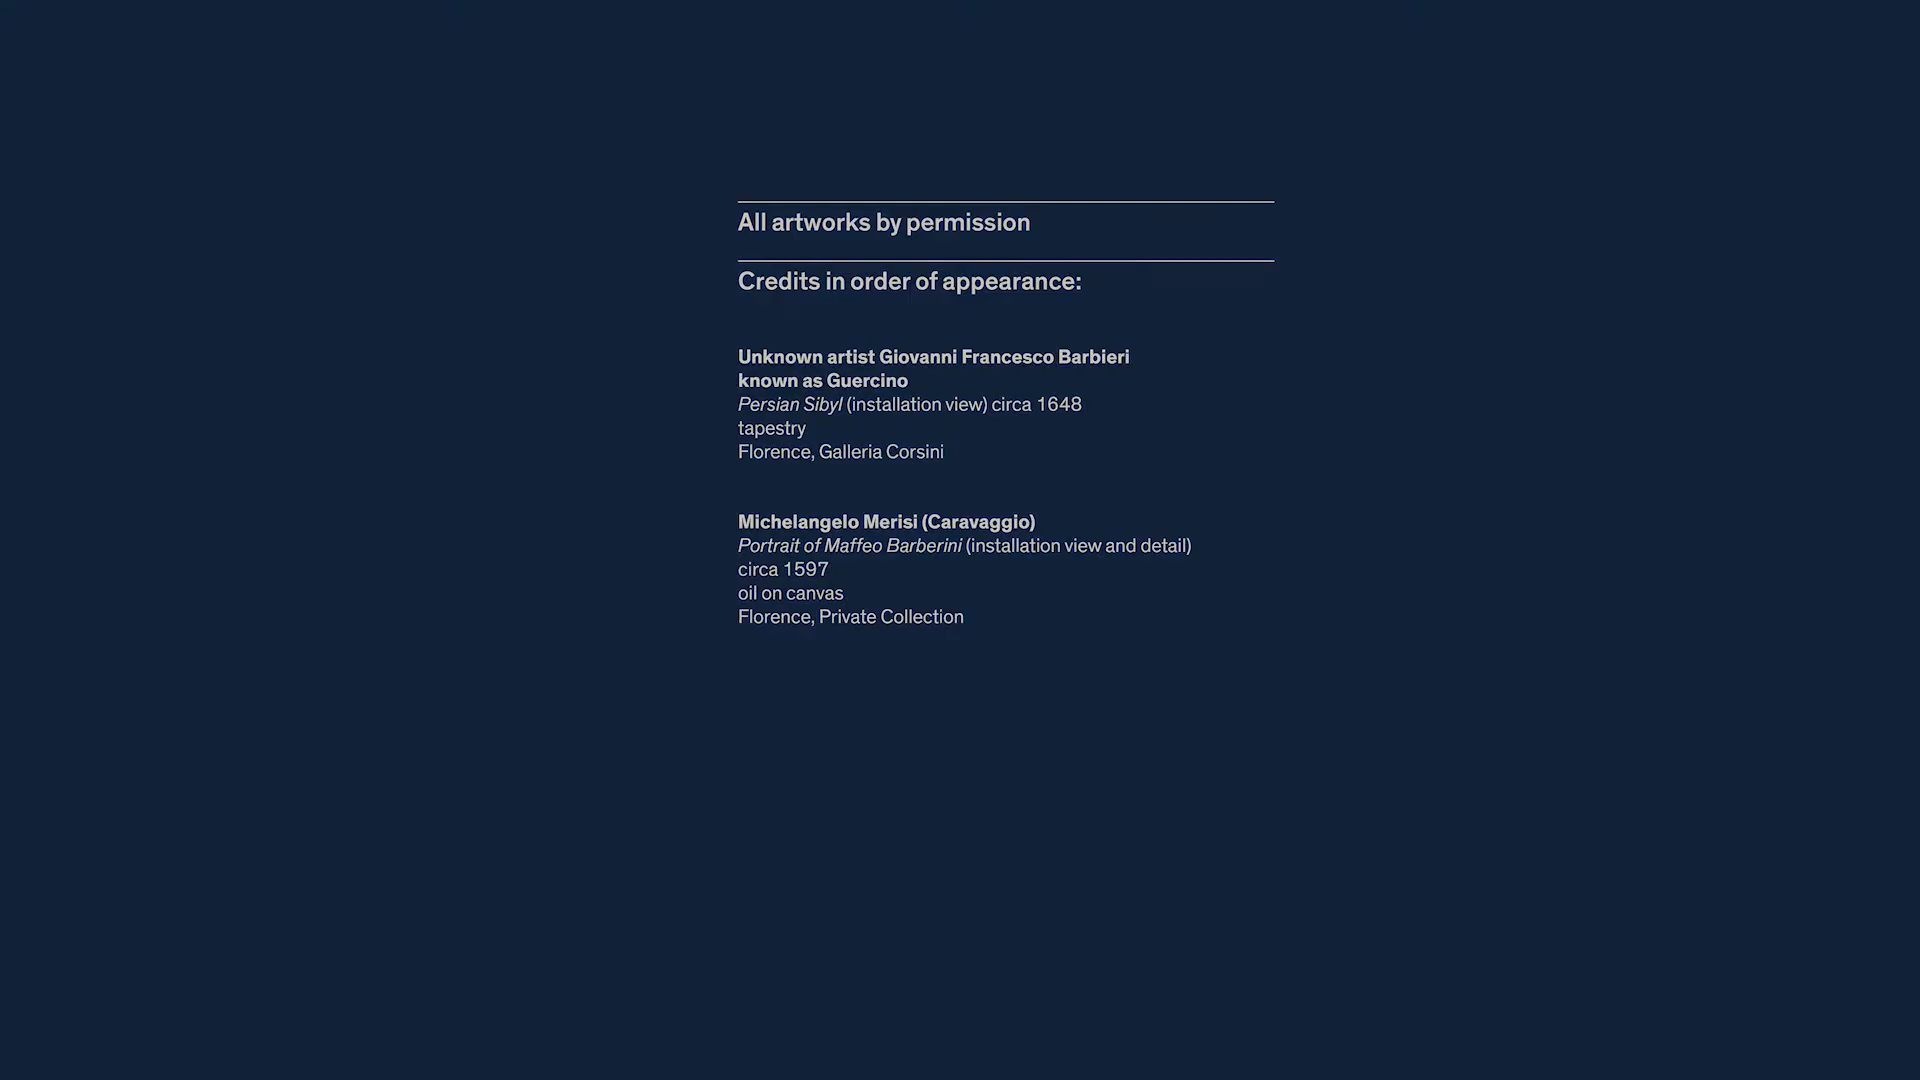 All artworks by permission
Credits in order of appearance:
Unknown artist Giovanni Francesco Barbieri
known as Guercino
Persian Sibyl (installation view) circa 1648
tapestry
Florence, Galleria Corsini
Michelangelo Merisi (Caravaggio)
Portrait of Maffeo Barberini (installation view and detail)
circa 1597
oil on canvas
Florence, Private Collection